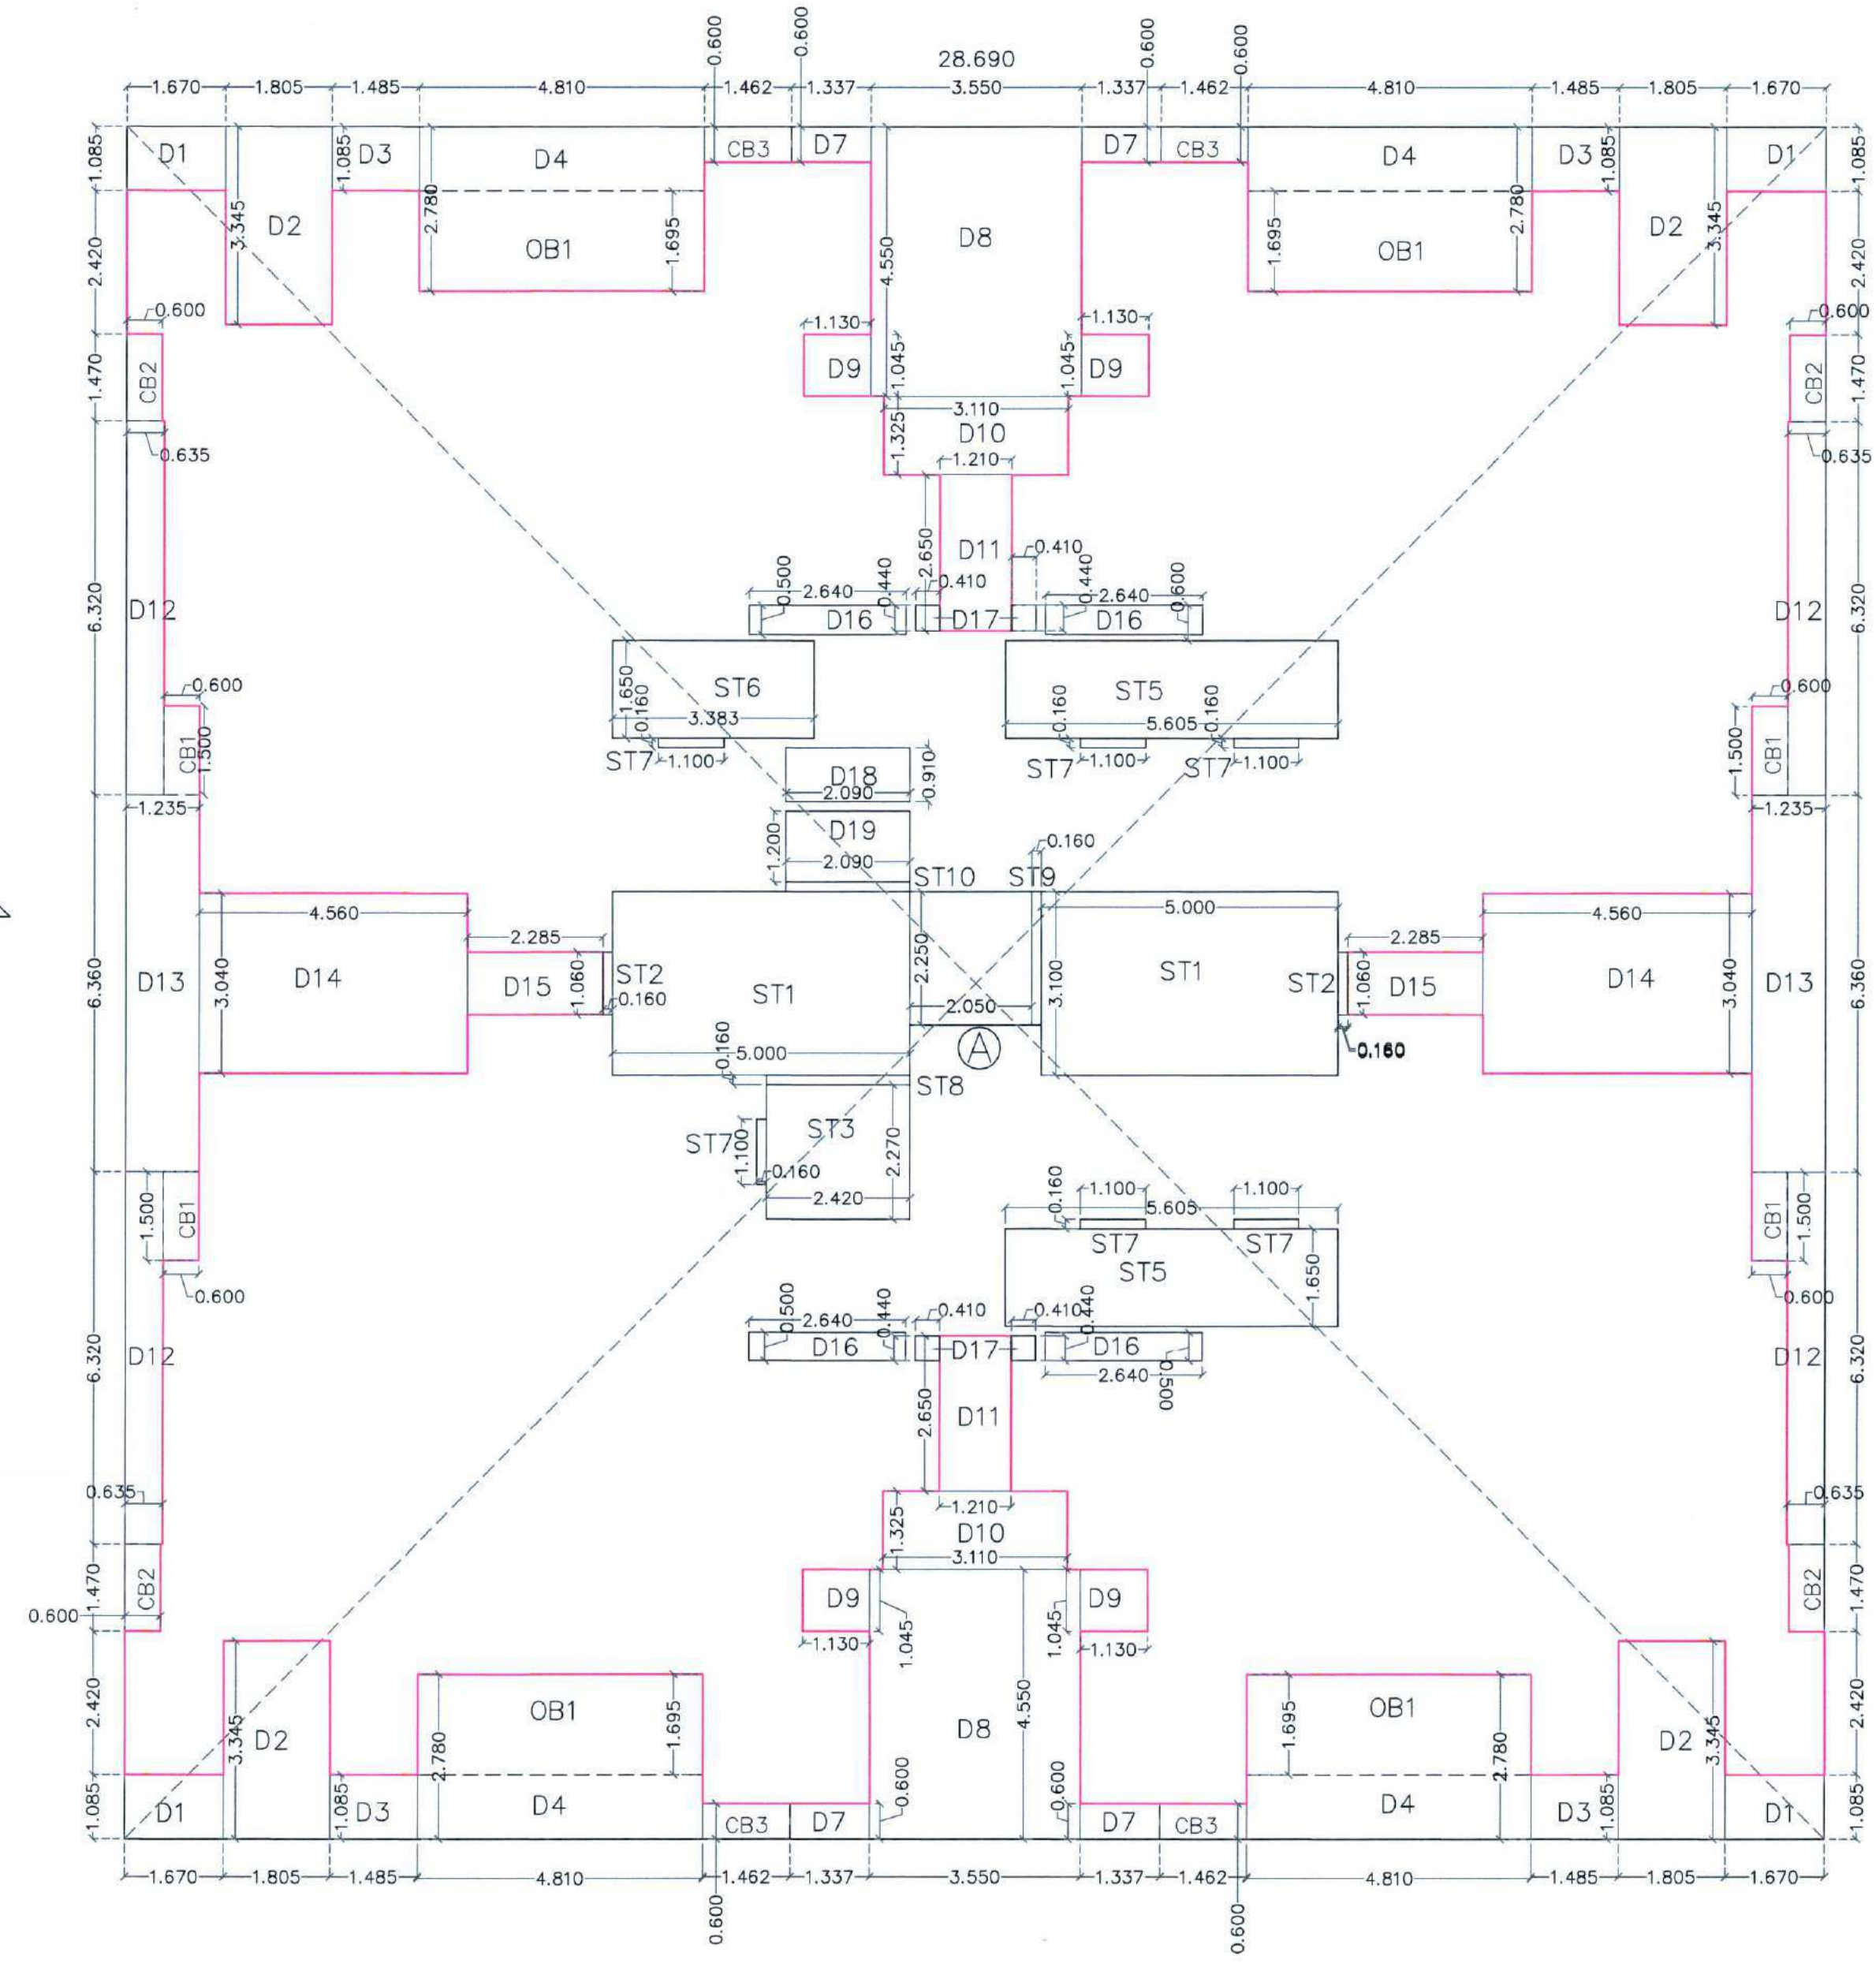 0.600 0.600 28.690 0.600 0.600
1.670 1.805 1.485 4.810 1.462 1.337 3.550 1.337 1.462 4.810 1.485 1.805 1.670
1.085 D1 D3 1.085 D4 CB3 D7 D7 CB3 D4 D3 1.085 D1 1.085
2.420 3.345 D2 2.780 OB1 1.695 4.550 D8 1.695 OB1 2.780 D2 3.345 2.420
0.600 1.130 1.130 0.600
1.470 CB2 D9 1.045 1.045 D9 CB2 1.470
3.110
0.635 1.325 D10 0.635
1.210
2.650 D11 0.410
0.500 2.640 0.440 0.410 0.440 2.640 0.600
6.320 D12 D16 D17 D16 D12 6.320
0.600 1.650 0.160 ST6 0.160 ST5 0.160 0.600
3.383 5.605
CB1 1.500 ST7 1.100 ST7 1.100 ST7 1.100 1.500 CB1
D18 0.910
2.090
1.235 1.235
1.200 D19 0.160
2.090
ST10 ST9
4.560 5.000 4.560
2.285 2.250 2.285
6.360 D13 3.040 D14 D15 1.060 ST2 ST1 3.100 ST1 ST2 1.060 D15 D14 3.040 D13 6.360
0.160 2.050
0.160 5.000 A 0.160
ST8
ST7 1.100 ST3 2.270
0.160 0.160 1.100 1.100
2.420 5.605
1.500 CB1 ST7 ST7 CB1 1.500
ST5 1.650
0.600 0.600
0.500 2.640 0.440 0.410 0.410 0.440
6.320 D12 D16 D17 D16 D12 6.320
2.640 0.500
2.650 D11
0.635 1.210 0.635
1.325 D10
3.110
1.470 CB2 D9 D9 CB2 1.470
0.600 1.130 1.045 1.045 1.130
2.420 3.345 D2 2.780 OB1 1.695 D8 4.550 1.695 OB1 2.780 D2 3.345 2.420
0.600 0.600
1.085 D1 1.085 D3 D4 CB3 D7 D7 CB3 D4 D3 1.085 D1 1.085
1.670 1.805 1.485 4.810 1.462 1.337 3.550 1.337 1.462 4.810 1.485 1.805 1.670
0.600 0.600